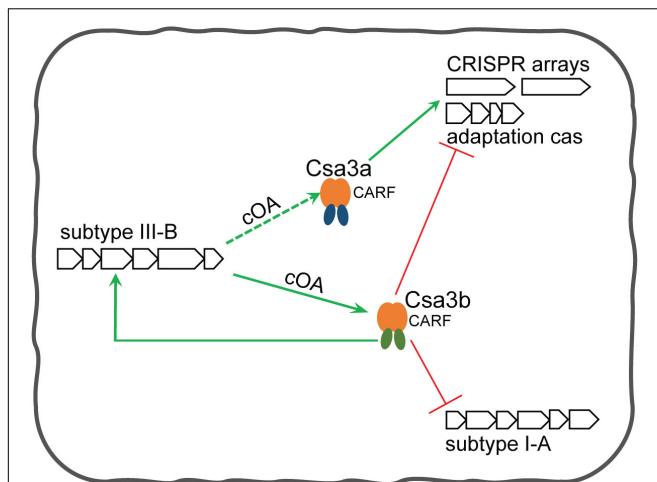 CRISPR arrays
adaptation cas
Csa3a
CARF
cOA
subtype III-B
cOA
Csa3b
CARF
subtype I-A